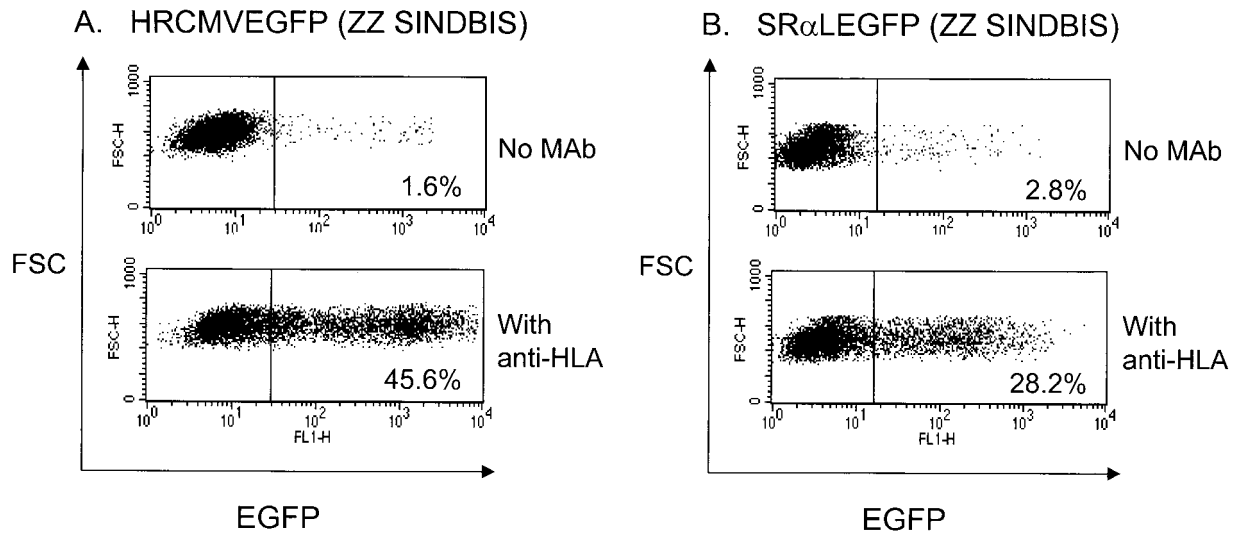 A. HRCMVEGFP (ZZ SINDBIS)
FSC
1000
FSC-H
0
1.6%
10^0 10^1 10^2 10^3 10^4
No MAb
1000
FSC-H
0
45.6%
10^0 10^1 10^2 10^3 10^4
FL1-H
With
anti-HLA
EGFP
B. SRαLEGFP (ZZ SINDBIS)
FSC
1000
FSC-H
0
2.8%
10^0 10^1 10^2 10^3 10^4
No MAb
1000
FSC-H
0
28.2%
10^0 10^1 10^2 10^3 10^4
FL1-H
With
anti-HLA
EGFP